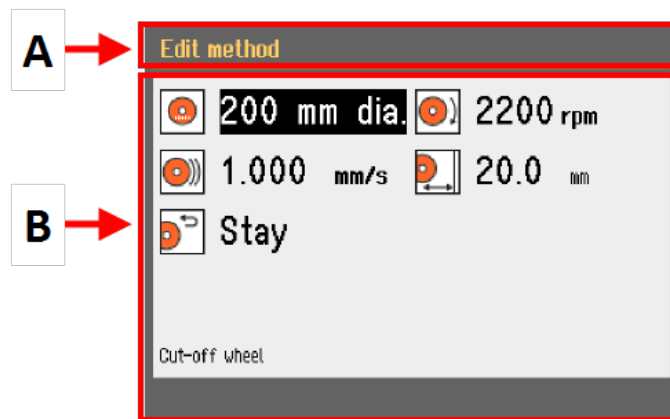 A
Edit method
200 mm dia. 2200 rpm
1.000 mm/s 20.0 mm
B
Stay
Cut-off wheel